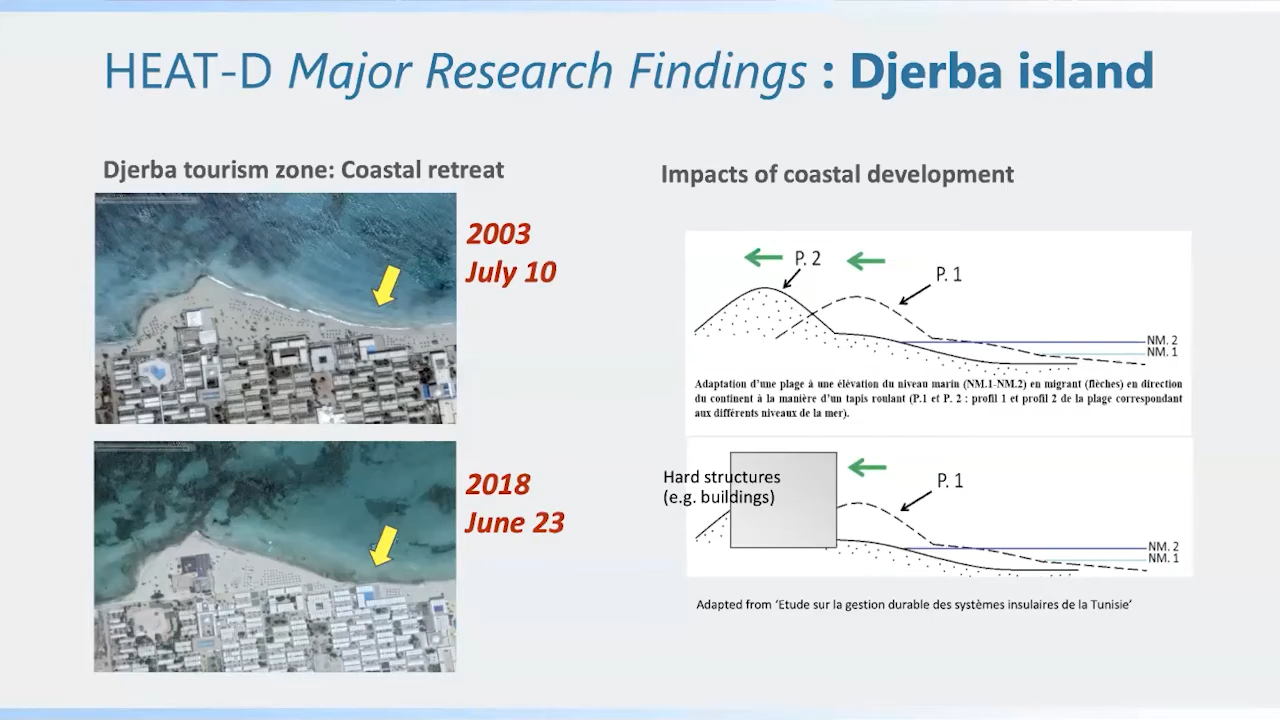 HEAT-D Major Research Findings : Djerba island
Djerba tourism zone: Coastal retreat
2003
July 10
2018
June 23
Impacts of coastal development
P. 2
P. 1
NM. 2
NM. 1
Adaptation d'une plage à une élévation du niveau marin (NM.1-NM.2) en migrant (flèches) en direction
du continent à la manière d'un tapis roulant (P.1 et P. 2 : profil 1 et profil 2 de la plage correspondant
aux différents niveaux de la mer).
Hard structures
(e.g. buildings)
P. 1
NM. 2
NM. 1
Adapted from 'Etude sur la gestion durable des systèmes insulaires de la Tunisie'